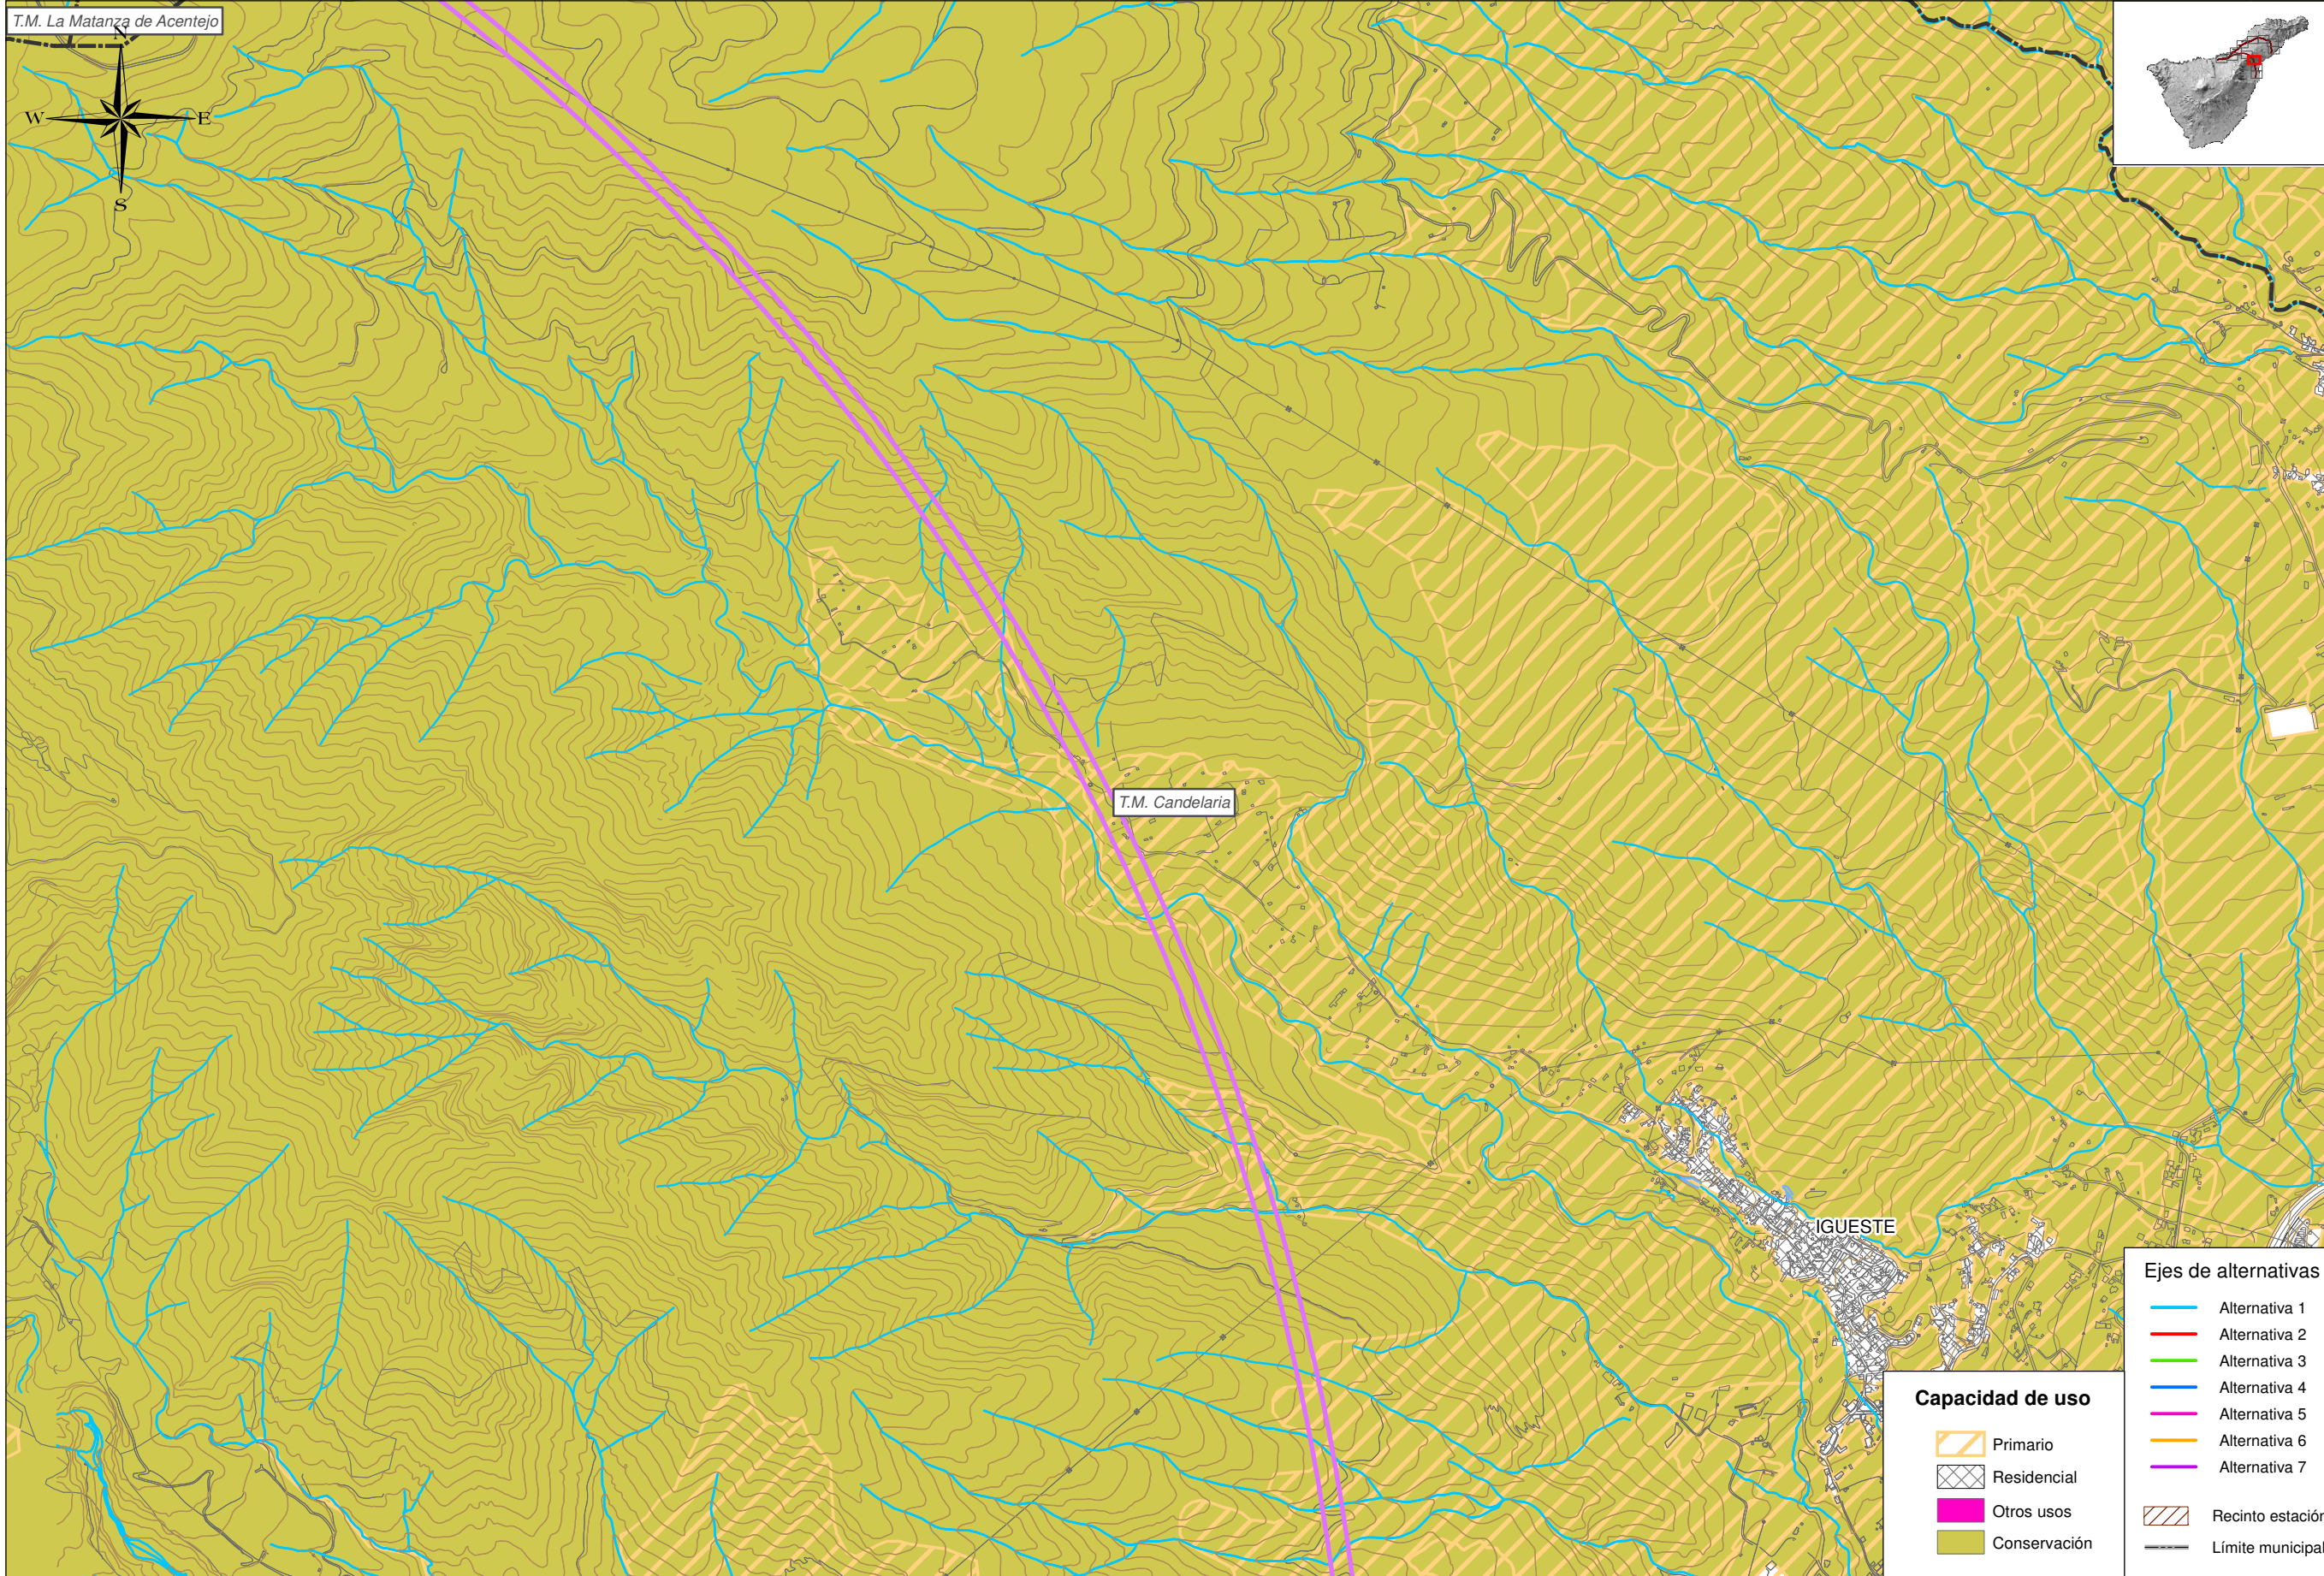 T.M. La Matanza de Acentejo
N
W
E
S
T.M. Candelaria
IGUESTE
Ejes de alternativas
Alternativa 1
Alternativa 2
Alternativa 3
Alternativa 4
Alternativa 5
Alternativa 6
Alternativa 7
Recinto estación
Límite municipal
Capacidad de uso
Primario
Residencial
Otros usos
Conservación